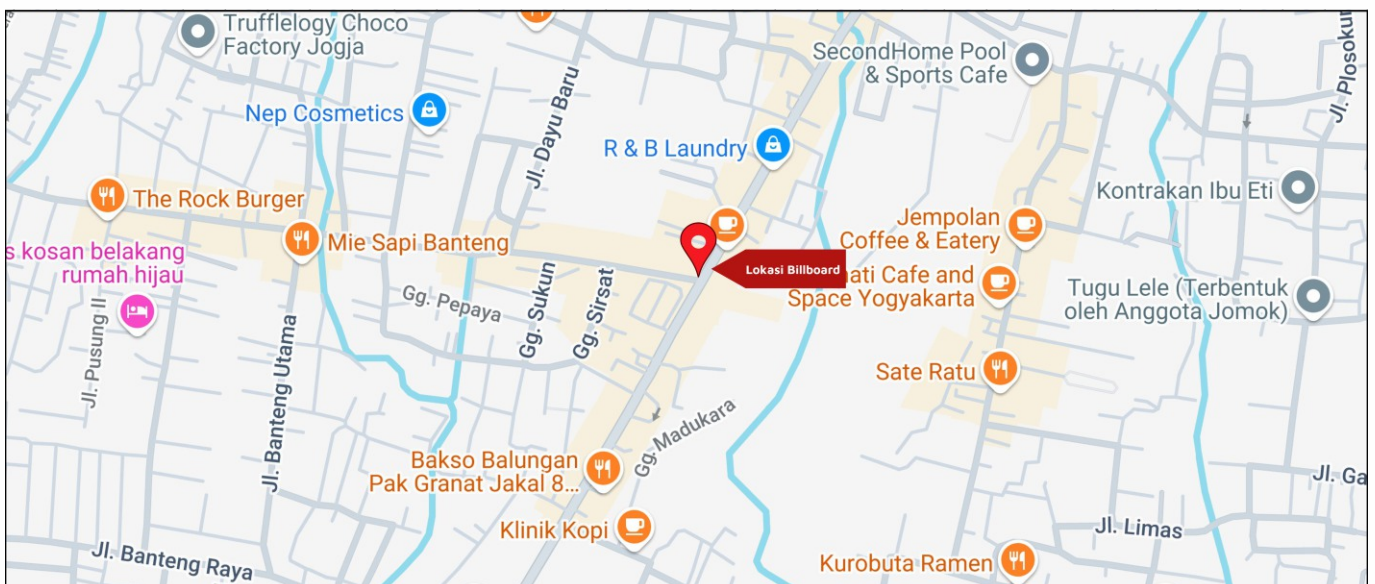 Trufflelogy Choco
Factory Jogja
SecondHome Pool
& Sports Cafe
Jl. Plosokun
Nep Cosmetics
Jl. Dayu Baru
R & B Laundry
The Rock Burger
Kontrakan Ibu Eti
Mie Sapi Banteng
Jempolan
Coffee & Eatery
s kosan belakang
rumah hijau
Lokasi Billboard
nati Cafe and
Space Yogyakarta
Tugu Lele (Terbentuk
oleh Anggota Jomok)
Gg. Pepaya
Gg. Sukun
Gg. Sirsat
Jl. Pusung II
Jl. Banteng Utama
Sate Ratu
Gg. Madukara
Bakso Balungan
Pak Granat Jakal 8...
Jl. Ga
Klinik Kopi
Jl. Limas
Jl. Banteng Raya
Kurobuta Ramen